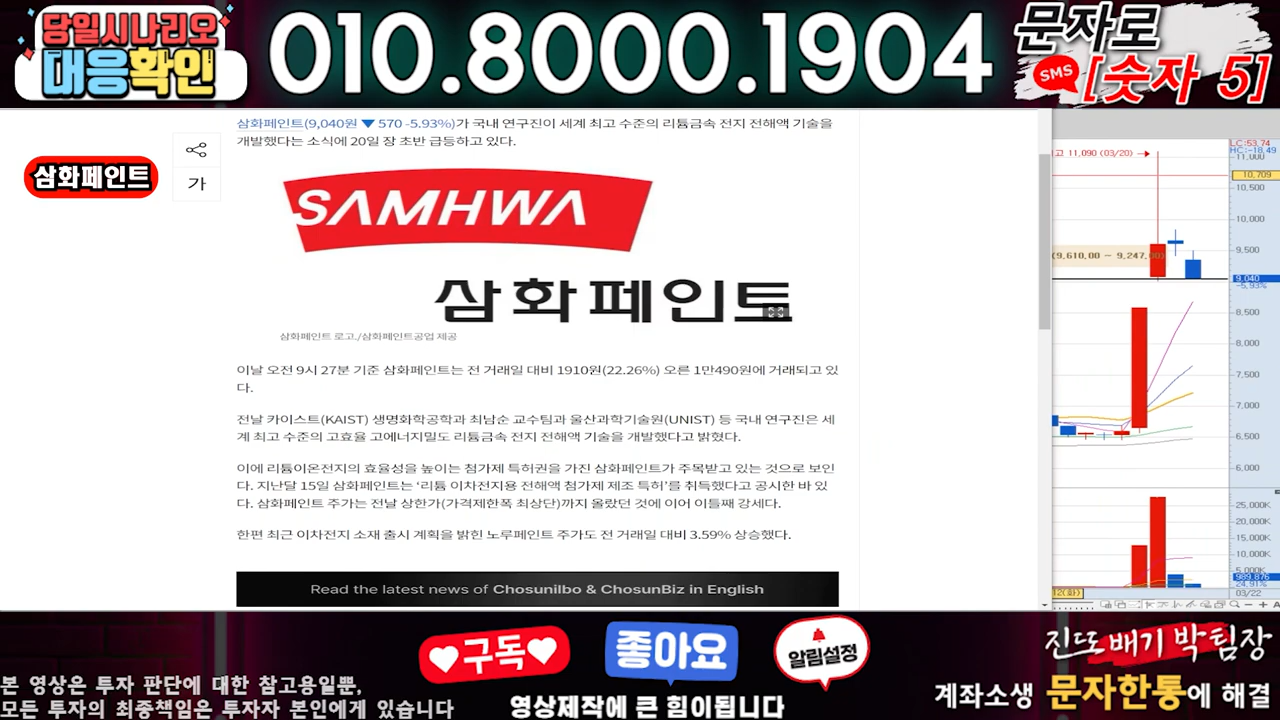 당일시나리오
대응확인
010.8000.1904
문자로
SMS
[숫자 5]
삼화페인트(9,040원 ▼ 570 -5.93%)가 국내 연구진이 세계 최고 수준의 리튬금속 전지 전해액 기술을
개발했다는 소식에 20일 장 초반 급등하고 있다.
삼화페인트
가
SAMHWA
삼화페인트
삼화페인트 로고./삼화페인트공업 제공
이날 오전 9시 27분 기준 삼화페인트는 전 거래일 대비 1910원(22.26%) 오른 1만490원에 거래되고 있
다.
전날 카이스트(KAIST) 생명화학공학과 최남순 교수팀과 울산과학기술원(UNIST) 등 국내 연구진은 세
계 최고 수준의 고효율 고에너지밀도 리튬금속 전지 전해액 기술을 개발했다고 밝혔다.
이에 리튬이온전지의 효율성을 높이는 첨가제 특허권을 가진 삼화페인트가 주목받고 있는 것으로 보인
다. 지난달 15일 삼화페인트는 ‘리튬 이차전지용 전해액 첨가제 제조 특허’를 취득했다고 공시한 바 있
다. 삼화페인트 주가는 전날 상한가(가격제한폭 최상단)까지 올랐던 것에 이어 이틀째 강세다.
한편 최근 이차전지 소재 출시 계획을 밝힌 노루페인트 주가도 전 거래일 대비 3.59% 상승했다.
Read the latest news of Chosunilbo & ChosunBiz in English
LC:53.74
HC:-18.49
고 11,090 (03/20)
11,000
10,709
10,500
10,000
9,500
(9,610.00 ~ 9,247.00)
9,040
-5.93%
8,500
8,000
7,500
7,000
6,500
6,000
25,000K
20,000K
15,000K
10,000K
5,000K
989.876
24.91%
03/22
구독
좋아요
알림설정
진또배기 박팀장
본 영상은 투자 판단에 대한 참고용일뿐,
모든 투자의 최종책임은 투자자 본인에게 있습니다
영상제작에 큰 힘이됩니다
계좌소생 문자한통에 해결